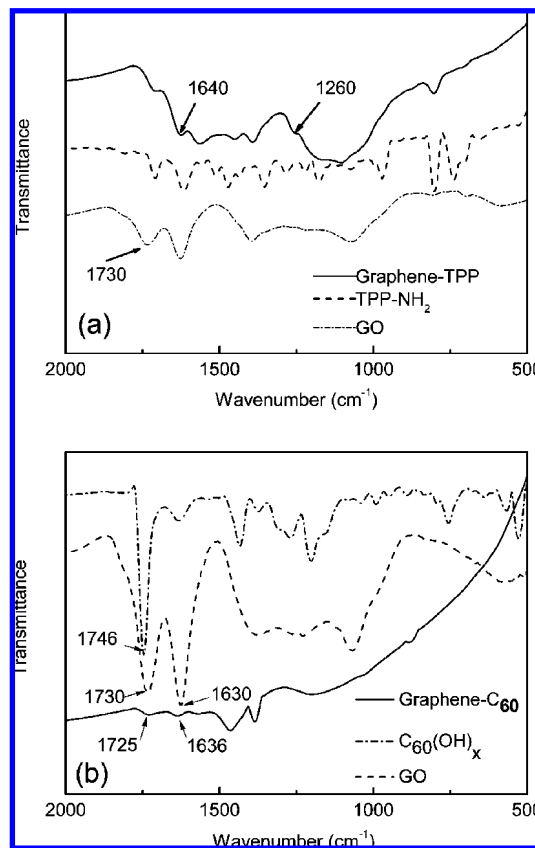 Transmittance
1640
1260
1730
Graphene-TPP
TPP-NH2
GO
(a)
2000
1500
1000
500
Wavenumber (cm-1)
Transmittance
1746
1730
1630
1725
1636
Graphene-C60
C60(OH)x
GO
(b)
2000
1500
1000
500
Wavenumber (cm-1)